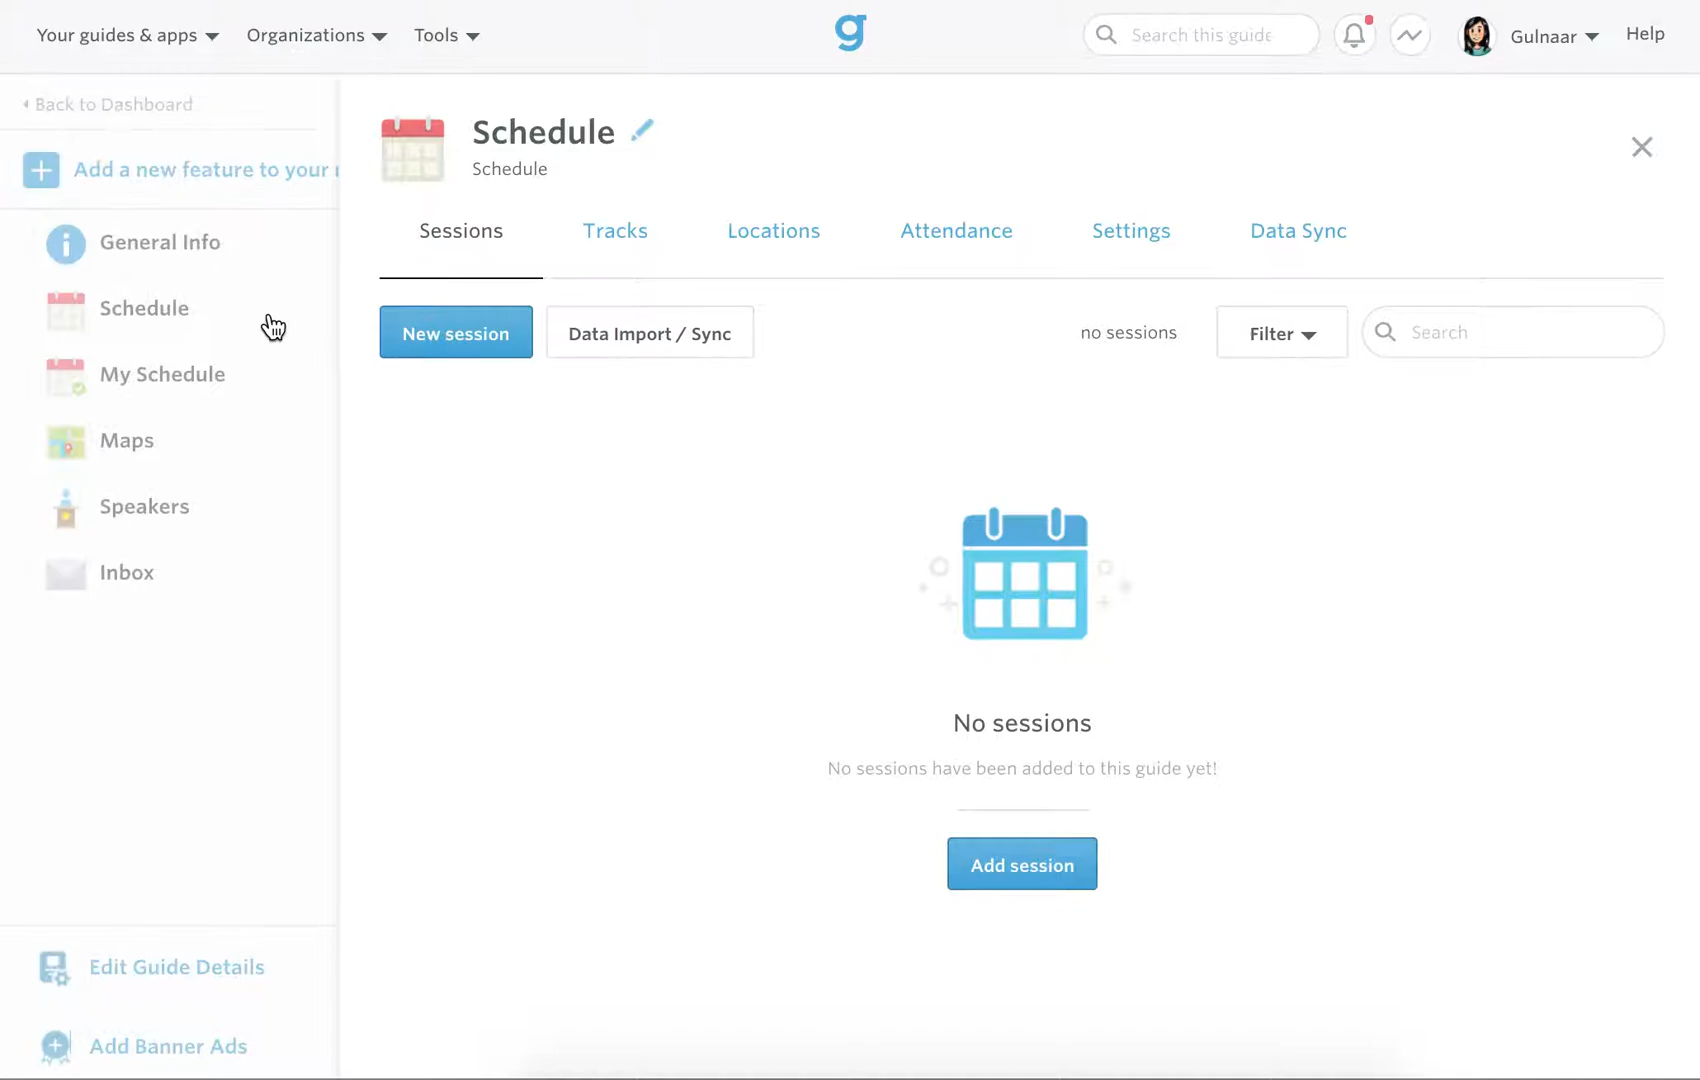 Your guides & apps
Organizations
Tools
g
Search this guide
Gulnaar
Help
Back to Dashboard
Add a new feature to your
General Info
Schedule
My Schedule
Maps
Speakers
Inbox
Edit Guide Details
Add Banner Ads
Schedule
Schedule
Sessions
Tracks
Locations
Attendance
Settings
Data Sync
New session
Data Import / Sync
no sessions
Filter
Search
No sessions
No sessions have been added to this guide yet!
Add session